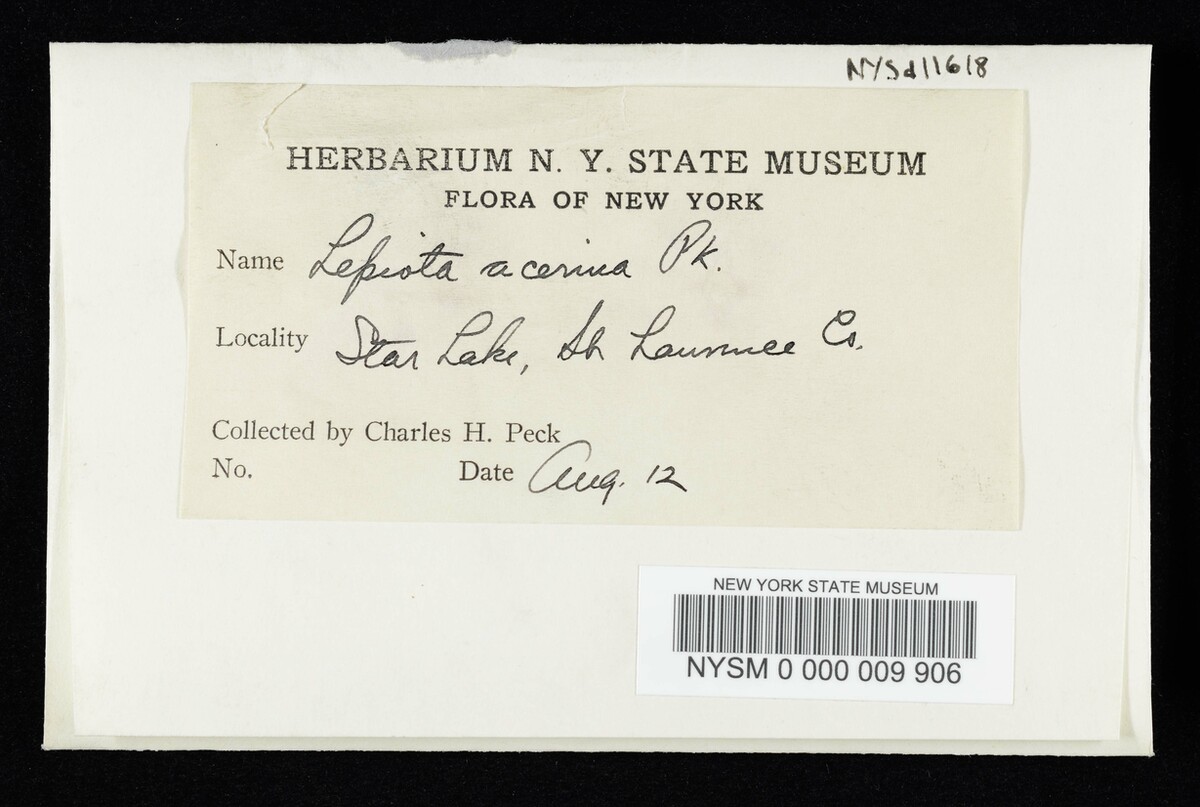 NYSd11618
HERBARIUM N. Y. STATE MUSEUM
FLORA OF NEW YORK
Name Lepiota acerina Pk.
Locality Star Lake, St. Lawrence Co.
Collected by Charles H. Peck
No. Date Aug. 12
NEW YORK STATE MUSEUM
NYSM 0 000 009 906